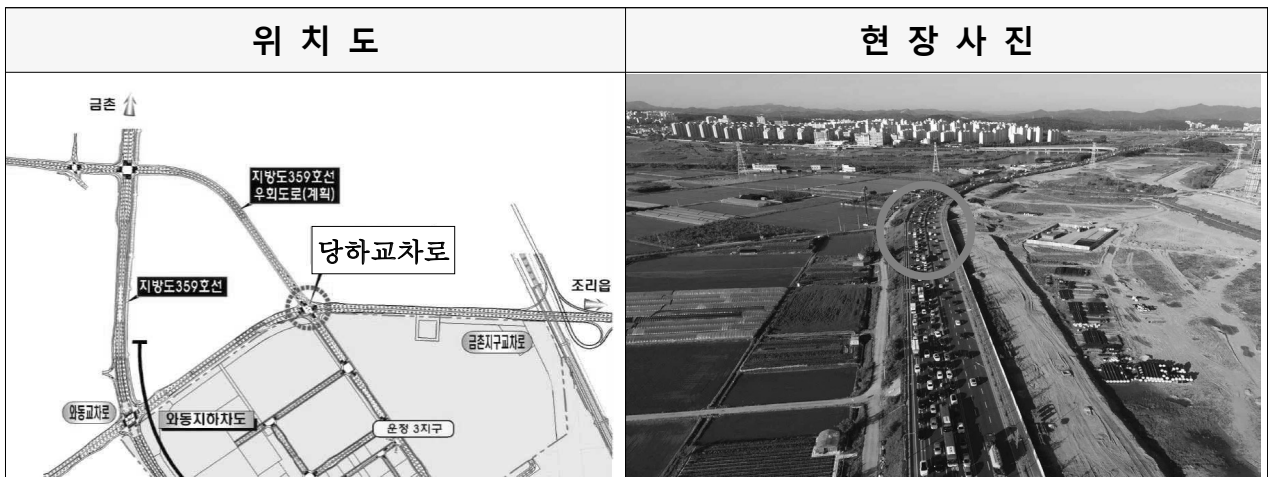 위 치 도
현 장 사 진
금촌
지방도359호선
우회도로(계획)
당하교차로
조리읍
지방도359호선
금촌지구교차로
와동교차로
와동지하차도
운정 3지구